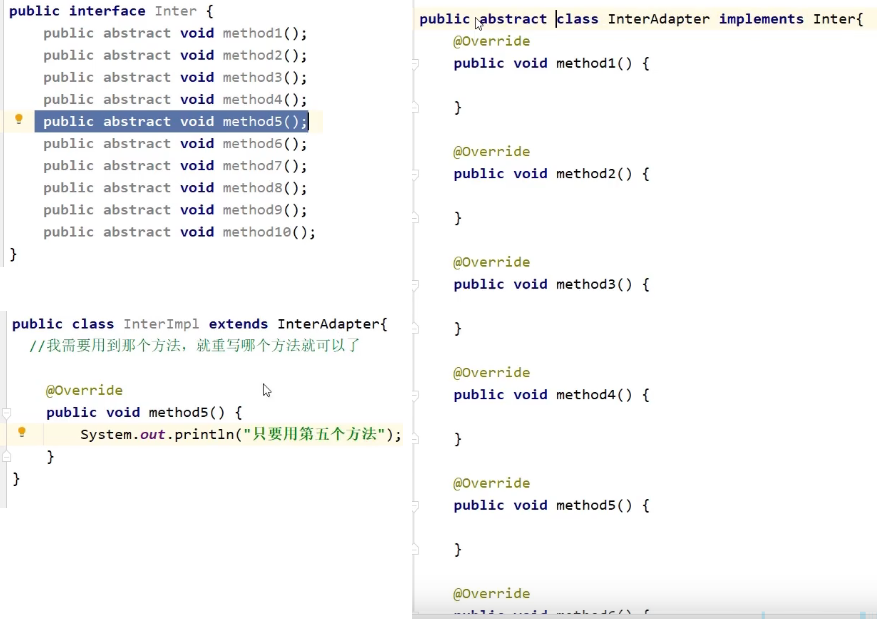 public interface Inter {
public abstract void method1();
public abstract void method2();
public abstract void method3();
public abstract void method4();
public abstract void method5();
public abstract void method6();
public abstract void method7();
public abstract void method8();
public abstract void method9();
public abstract void method10();
}
public class InterImpl extends InterAdapter{
//我需要用到那个方法，就重写哪个方法就可以了
@Override
public void method5() {
System.out.println("只要用第五个方法");
}
}
public abstract class InterAdapter implements Inter{
@Override
public void method1() {
}
@Override
public void method2() {
}
@Override
public void method3() {
}
@Override
public void method4() {
}
@Override
public void method5() {
}
@Override
public void method6() {